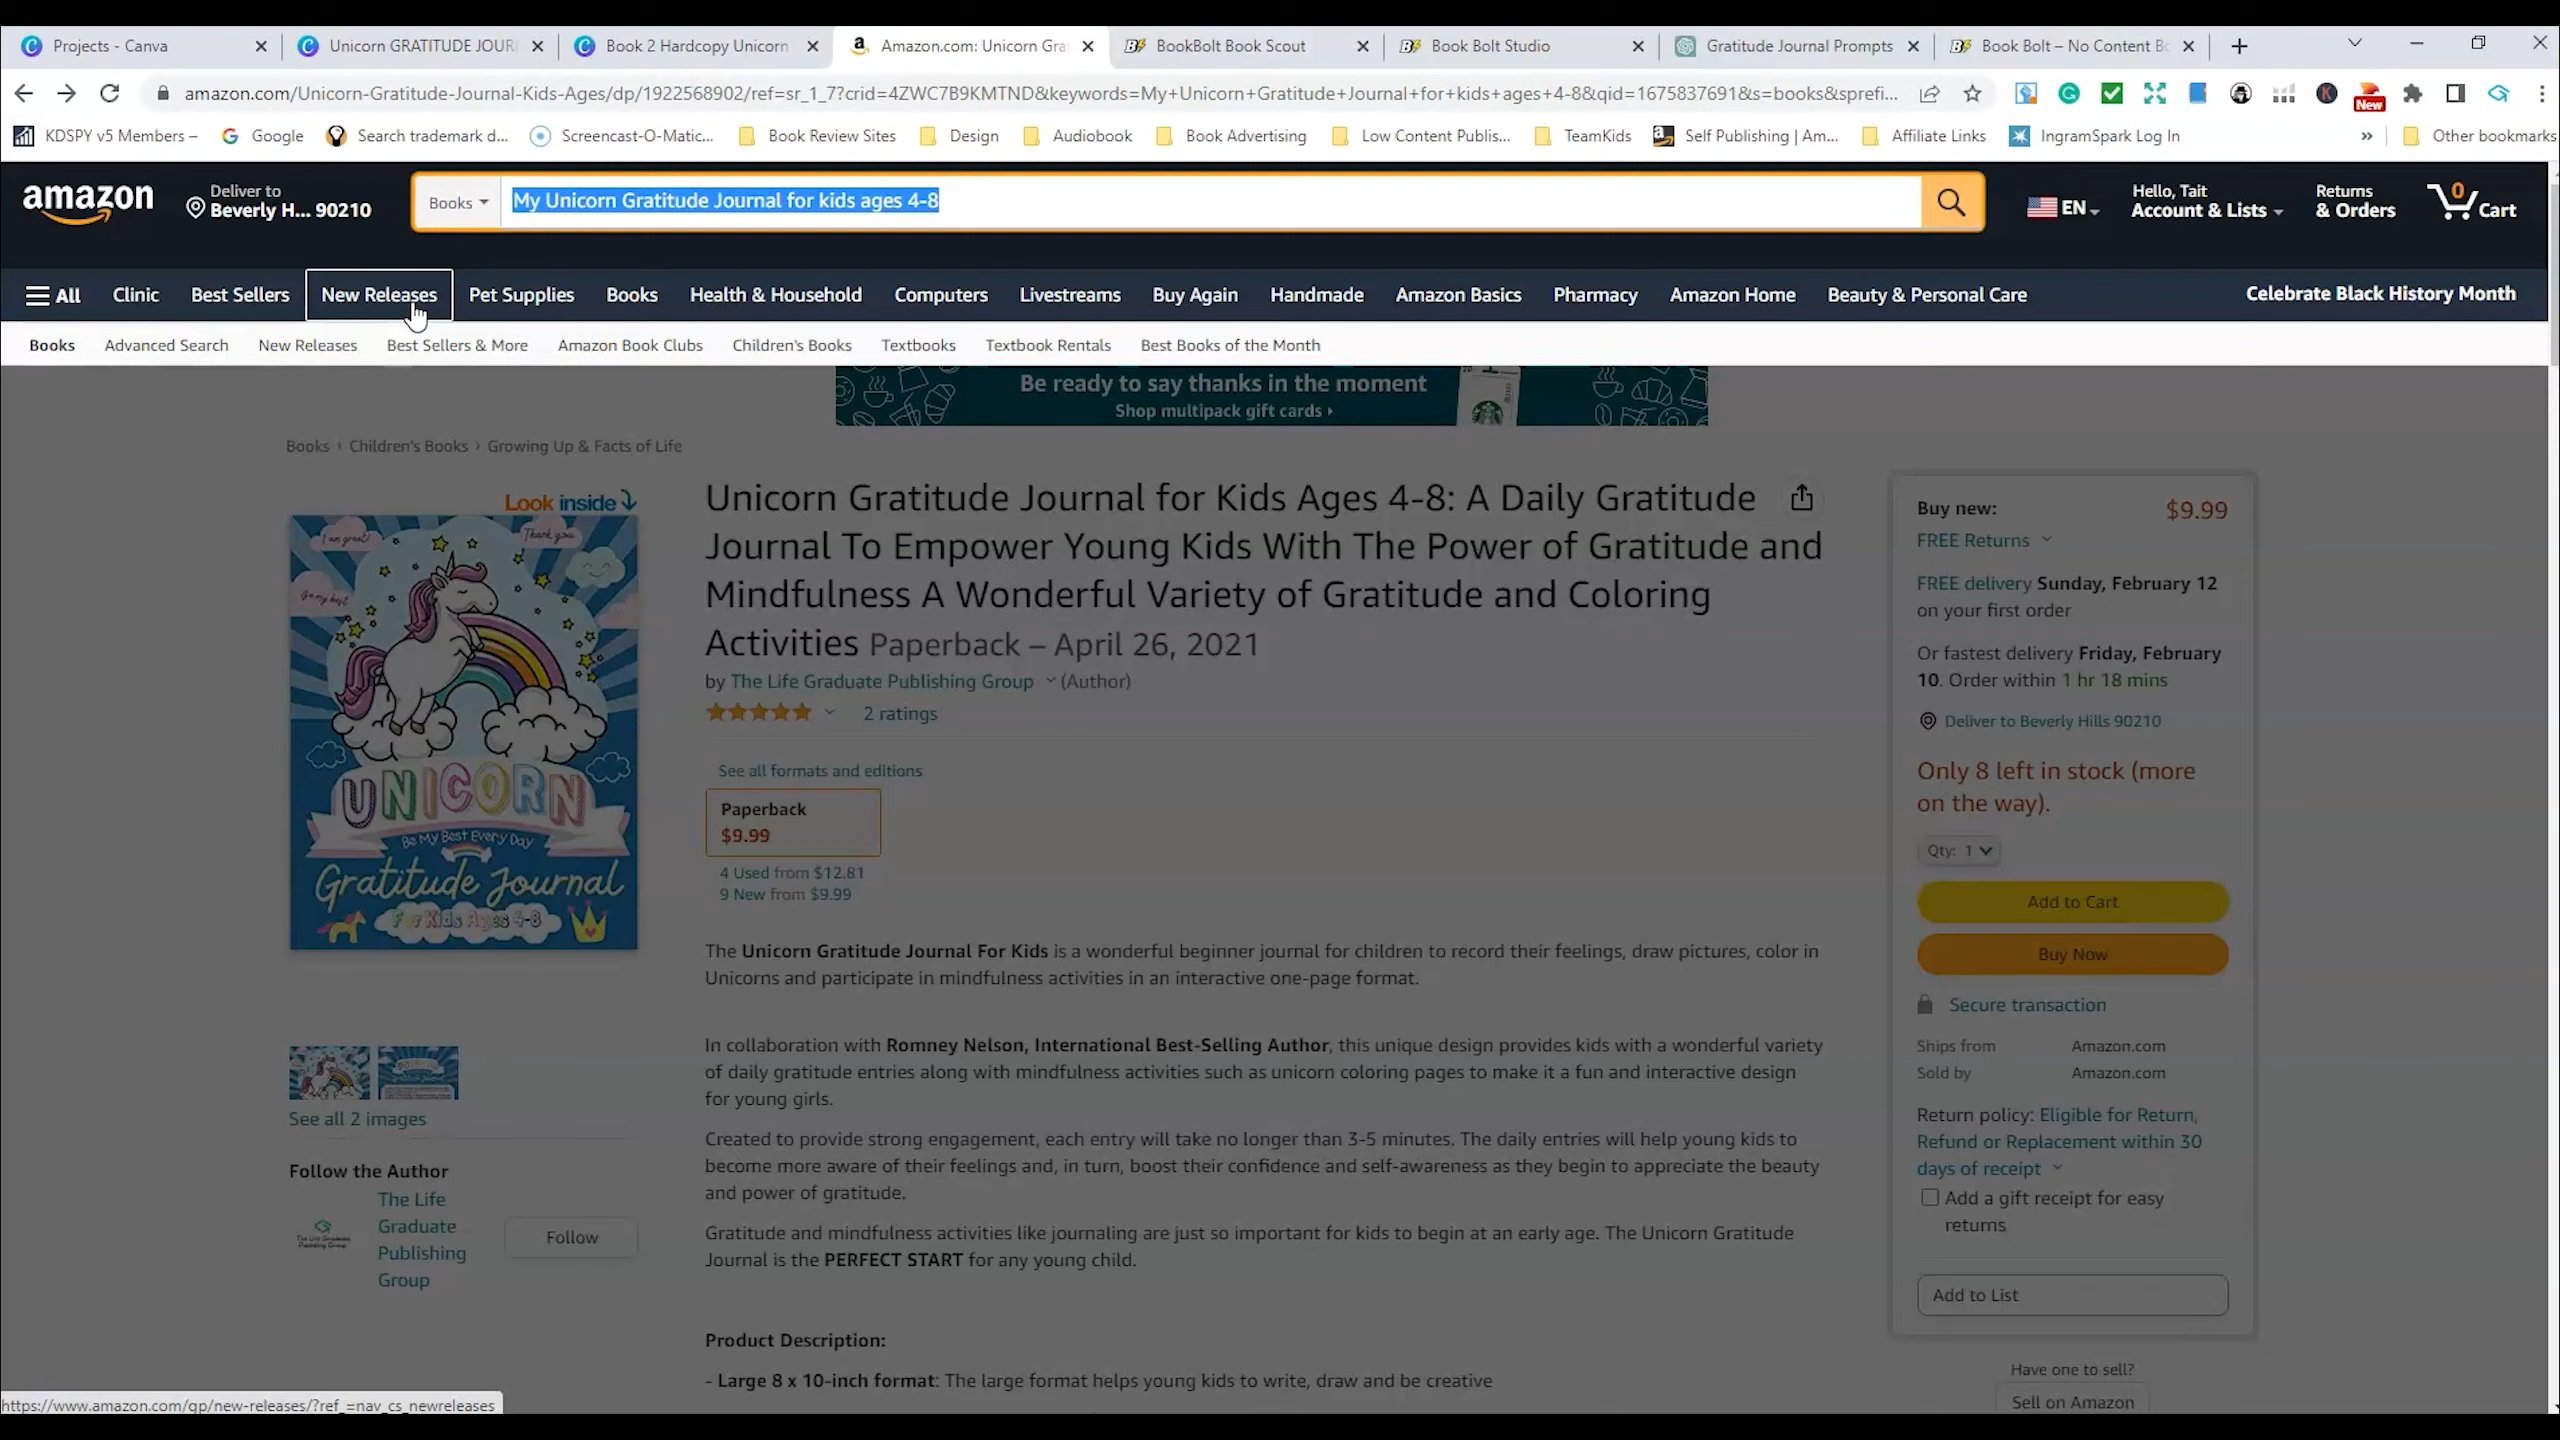 Projects - Canva
Unicorn GRATITUDE JOUR
Book 2 Hardcopy Unicorn
Amazon.com: Unicorn Gra
BookBolt Book Scout
Book Bolt Studio
Gratitude Journal Prompts
Book Bolt – No Content Bo
amazon.com/Unicorn-Gratitude-Journal-Kids-Ages/dp/1922568902/ref=sr_1_7?crid=4ZWC7B9KMTND&keywords=My+Unicorn+Gratitude+Journal+for+kids+ages+4-8&qid=1675837691&s=books&sprefi...
New
KDSPY v5 Members –
Google
Search trademark d...
Screencast-O-Matic...
Book Review Sites
Design
Audiobook
Book Advertising
Low Content Publis...
TeamKids
Self Publishing | Am...
Affiliate Links
IngramSpark Log In
»
Other bookmarks
amazon
Deliver to
Beverly H... 90210
Books
My Unicorn Gratitude Journal for kids ages 4-8
EN
Hello, Tait
Account & Lists
Returns
& Orders
0
Cart
All
Clinic
Best Sellers
New Releases
Pet Supplies
Books
Health & Household
Computers
Livestreams
Buy Again
Handmade
Amazon Basics
Pharmacy
Amazon Home
Beauty & Personal Care
Celebrate Black History Month
Books
Advanced Search
New Releases
Best Sellers & More
Amazon Book Clubs
Children's Books
Textbooks
Textbook Rentals
Best Books of the Month
Be ready to say thanks in the moment
Shop multipack gift cards ›
Books › Children's Books › Growing Up & Facts of Life
Look inside
I am great!
Thank you
Be my best
UNICORN
Be My Best Every Day
Gratitude Journal
For Kids Ages 4-8
See all 2 images
Follow the Author
The Life
Graduate
Publishing
Group
Follow
Unicorn Gratitude Journal for Kids Ages 4-8: A Daily Gratitude
Journal To Empower Young Kids With The Power of Gratitude and
Mindfulness A Wonderful Variety of Gratitude and Coloring
Activities Paperback – April 26, 2021
by The Life Graduate Publishing Group (Author)
2 ratings
See all formats and editions
Paperback
$9.99
4 Used from $12.81
9 New from $9.99
The Unicorn Gratitude Journal For Kids is a wonderful beginner journal for children to record their feelings, draw pictures, color in
Unicorns and participate in mindfulness activities in an interactive one-page format.
In collaboration with Romney Nelson, International Best-Selling Author, this unique design provides kids with a wonderful variety
of daily gratitude entries along with mindfulness activities such as unicorn coloring pages to make it a fun and interactive design
for young girls.
Created to provide strong engagement, each entry will take no longer than 3-5 minutes. The daily entries will help young kids to
become more aware of their feelings and, in turn, boost their confidence and self-awareness as they begin to appreciate the beauty
and power of gratitude.
Gratitude and mindfulness activities like journaling are just so important for kids to begin at an early age. The Unicorn Gratitude
Journal is the PERFECT START for any young child.
Product Description:
- Large 8 x 10-inch format: The large format helps young kids to write, draw and be creative
Buy new:
$9.99
FREE Returns
FREE delivery Sunday, February 12
on your first order
Or fastest delivery Friday, February
10. Order within 1 hr 18 mins
Deliver to Beverly Hills 90210
Only 8 left in stock (more
on the way).
Qty: 1
Add to Cart
Buy Now
Secure transaction
Ships from Amazon.com
Sold by Amazon.com
Return policy: Eligible for Return,
Refund or Replacement within 30
days of receipt
Add a gift receipt for easy
returns
Add to List
Have one to sell?
Sell on Amazon
https://www.amazon.com/gp/new-releases/?ref_=nav_cs_newreleases